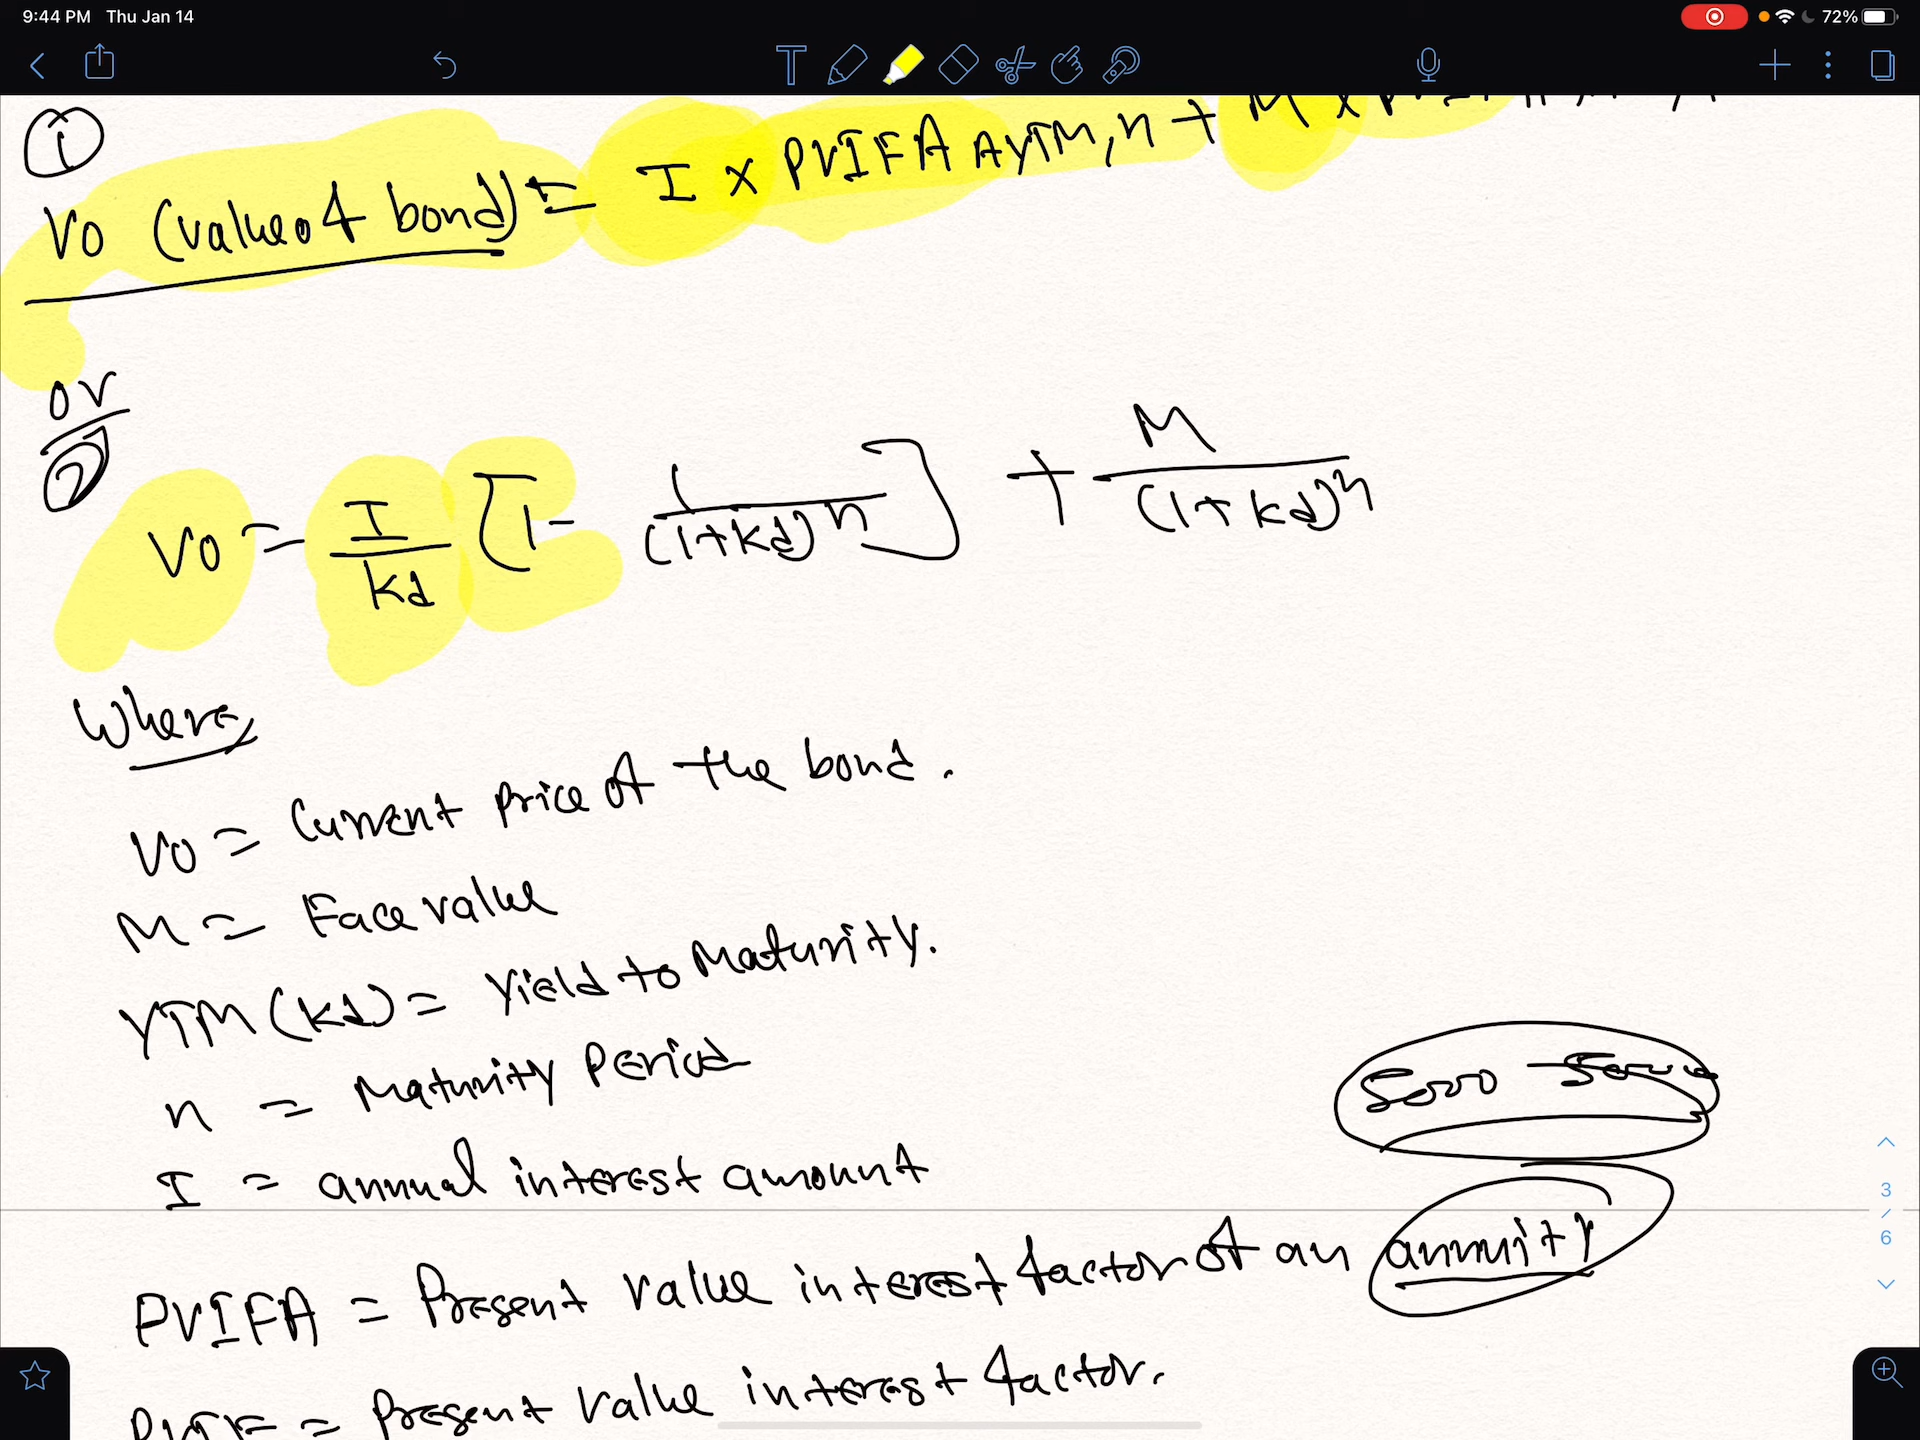 9:44 PM Thu Jan 14
72%
1
Vo (value of bond) = I x PVIFA AYTM,n + M x
or
2
Vo = I/kd [1 - 1/(1+kd)^n] + M/(1+kd)^n
Where,
Vo = Current price of the bond.
M = Face value
YTM (kd) = Yield to Maturity.
n = Maturity Period
5000 5000
I = annual interest amount
PVIFA = Present value interest factor of an annuity
PVIF = Present value interest factor.
3
/
6